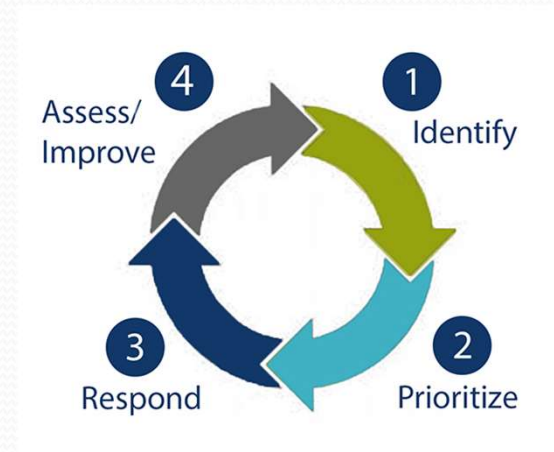 1
Identify
2
Prioritize
3
Respond
4
Assess/
Improve